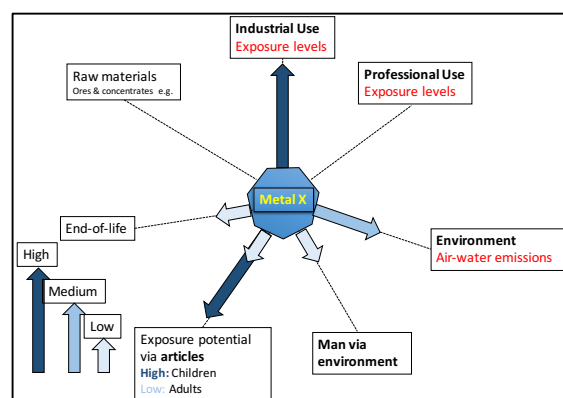 Industrial Use
Exposure levels
Raw materials
Ores & concentrates e.g.
Professional Use
Exposure levels
Metal X
End-of-life
Environment
Air-water emissions
High
Medium
Low
Exposure potential
via articles
High: Children
Low: Adults
Man via
environment